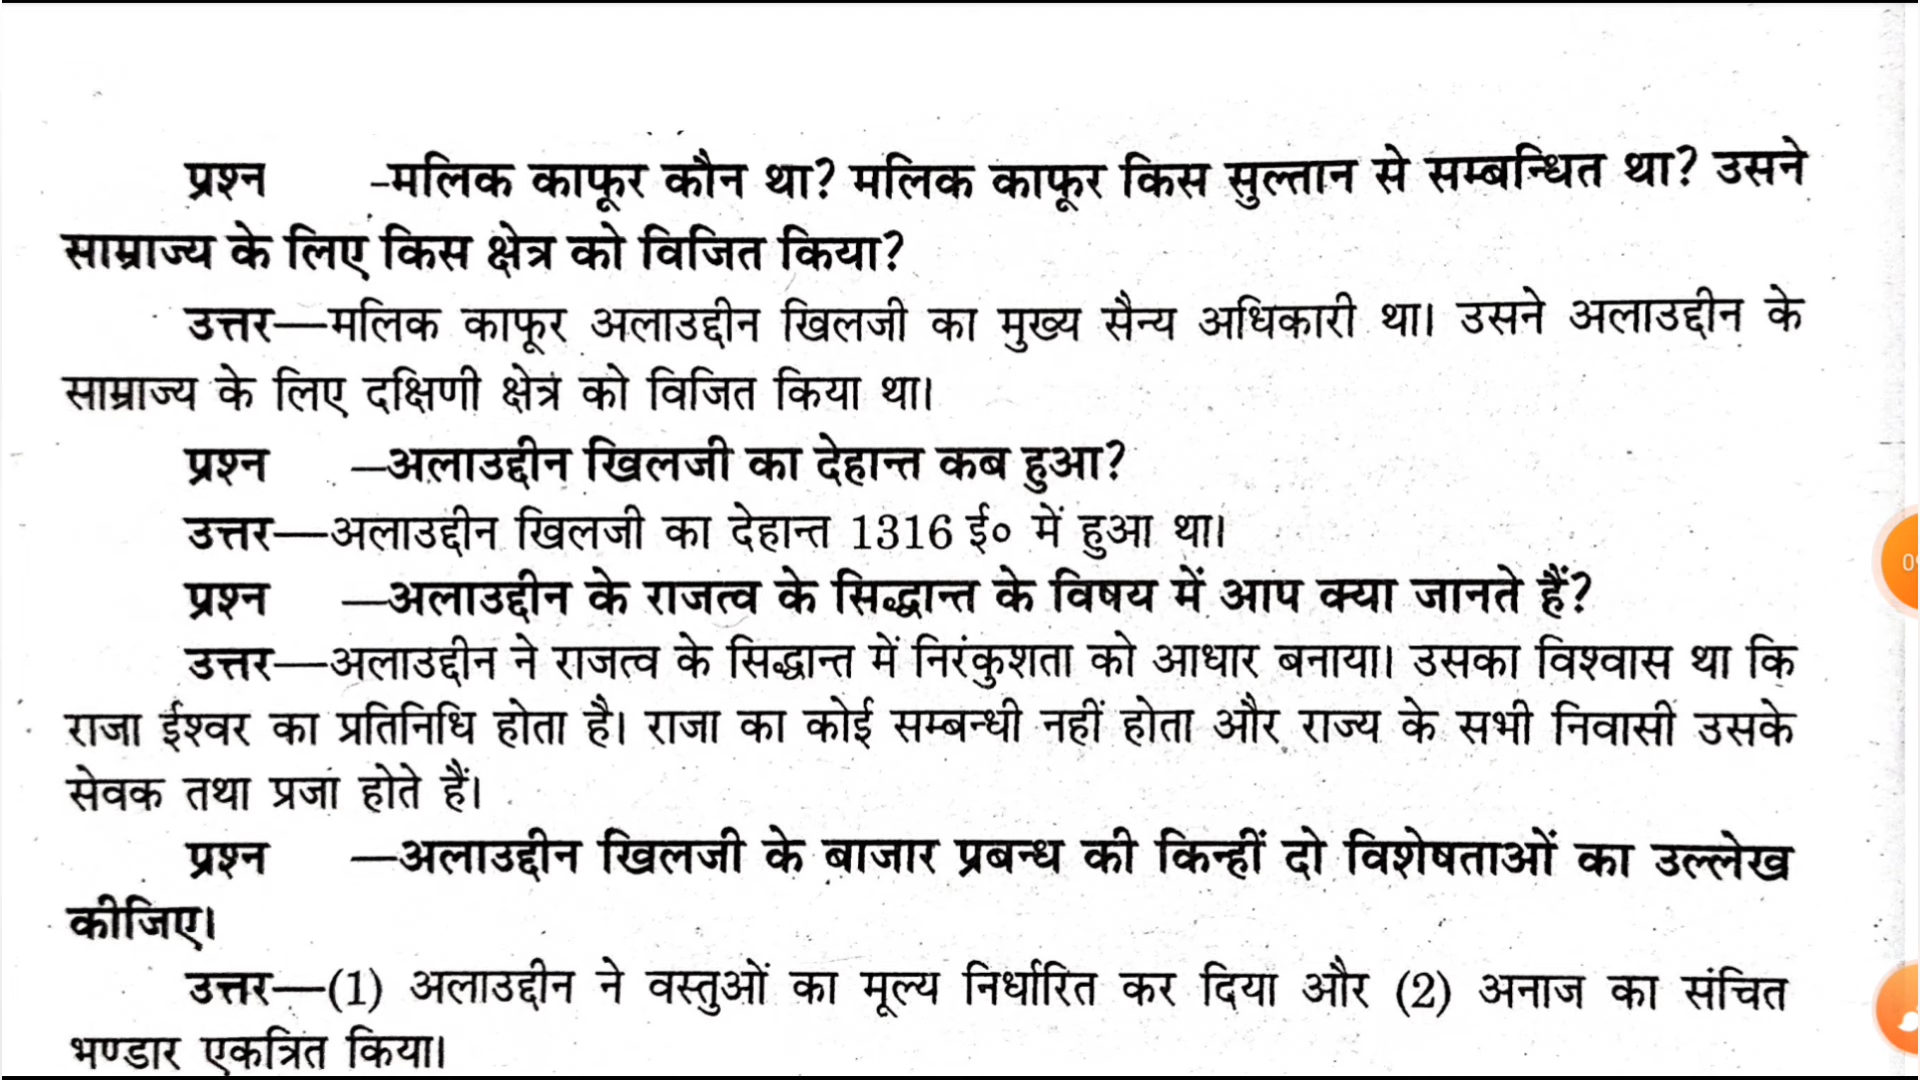 प्रश्न -मलिक काफूर कौन था? मलिक काफूर किस सुल्तान से सम्बन्धित था? उसने
साम्राज्य के लिए किस क्षेत्र को विजित किया?
उत्तर—मलिक काफूर अलाउद्दीन खिलजी का मुख्य सैन्य अधिकारी था। उसने अलाउद्दीन के
साम्राज्य के लिए दक्षिणी क्षेत्र को विजित किया था।
प्रश्न —अलाउद्दीन खिलजी का देहान्त कब हुआ?
उत्तर—अलाउद्दीन खिलजी का देहान्त 1316 ई० में हुआ था।
प्रश्न —अलाउद्दीन के राजत्व के सिद्धान्त के विषय में आप क्या जानते हैं?
उत्तर—अलाउद्दीन ने राजत्व के सिद्धान्त में निरंकुशता को आधार बनाया। उसका विश्वास था कि
राजा ईश्वर का प्रतिनिधि होता है। राजा का कोई सम्बन्धी नहीं होता और राज्य के सभी निवासी उसके
सेवक तथा प्रजा होते हैं।
प्रश्न —अलाउद्दीन खिलजी के बाजार प्रबन्ध की किन्हीं दो विशेषताओं का उल्लेख
कीजिए।
उत्तर—(1) अलाउद्दीन ने वस्तुओं का मूल्य निर्धारित कर दिया और (2) अनाज का संचित
भण्डार एकत्रित किया।